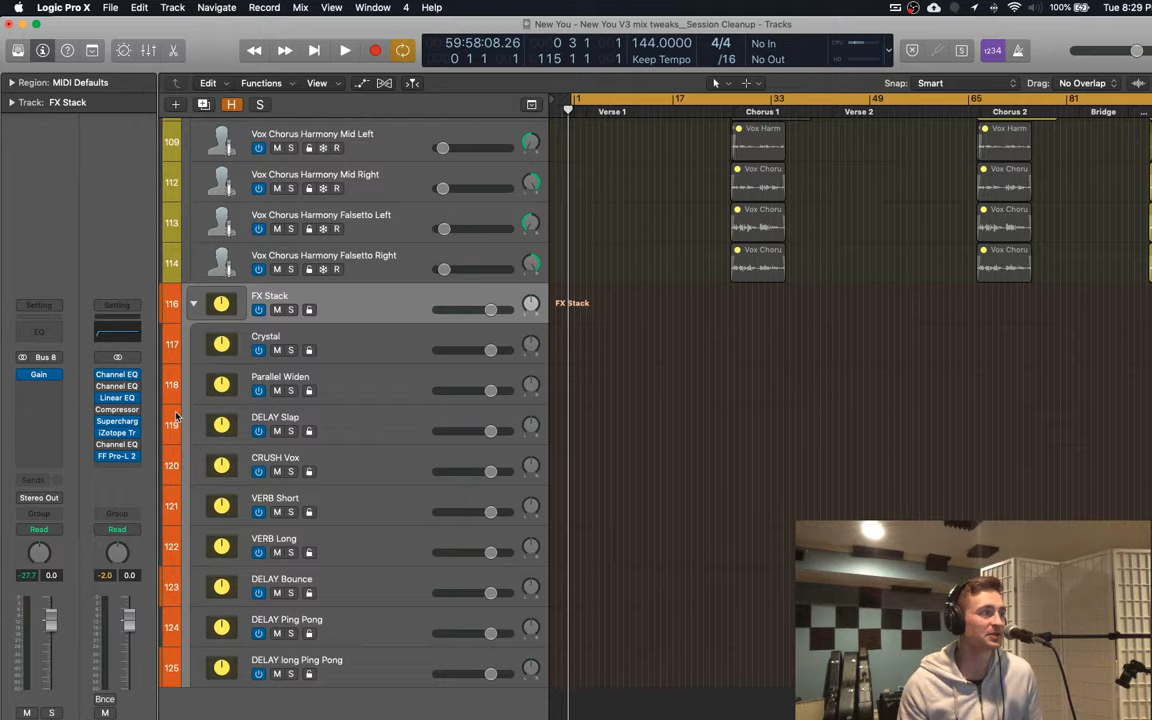 Logic Pro X File Edit Track Navigate Record Mix View Window 4 Help 100% Tue 8:29 P
New You - New You V3 mix tweaks__Session Cleanup - Tracks
59:58:08.26 0 3 1 1 144.0000 4/4 No In
0 1 1 1 115 1 1 1 Keep Tempo /16 No Out
1234
Region: MIDI Defaults Edit Functions View Snap: Smart Drag: No Overlap
Track: FX Stack H S 1 17 33 49 65 81
Verse 1 Chorus 1 Verse 2 Chorus 2 Bridge ...
109 Vox Chorus Harmony Mid Left Vox Harm Vox Harm
M S R
112 Vox Chorus Harmony Mid Right Vox Choru Vox Choru
M S R
113 Vox Chorus Harmony Falsetto Left Vox Choru Vox Choru
M S R
114 Vox Chorus Harmony Falsetto Right Vox Choru Vox Choru
M S R
116 FX Stack FX Stack
M S
117 Crystal
M S
118 Parallel Widen
M S
119 DELAY Slap
M S
120 CRUSH Vox
M S
121 VERB Short
M S
122 VERB Long
M S
123 DELAY Bounce
M S
124 DELAY Ping Pong
M S
125 DELAY long Ping Pong
M S
Setting Setting
EQ
Bus 8
Gain Channel EQ
Channel EQ
Linear EQ
Compressor
Supercharg
iZotope Tr
Channel EQ
FF Pro-L 2
Sends
Stereo Out
Group Group
Read Read
-27.7 0.0 -2.0 0.0
Bnce
M S M